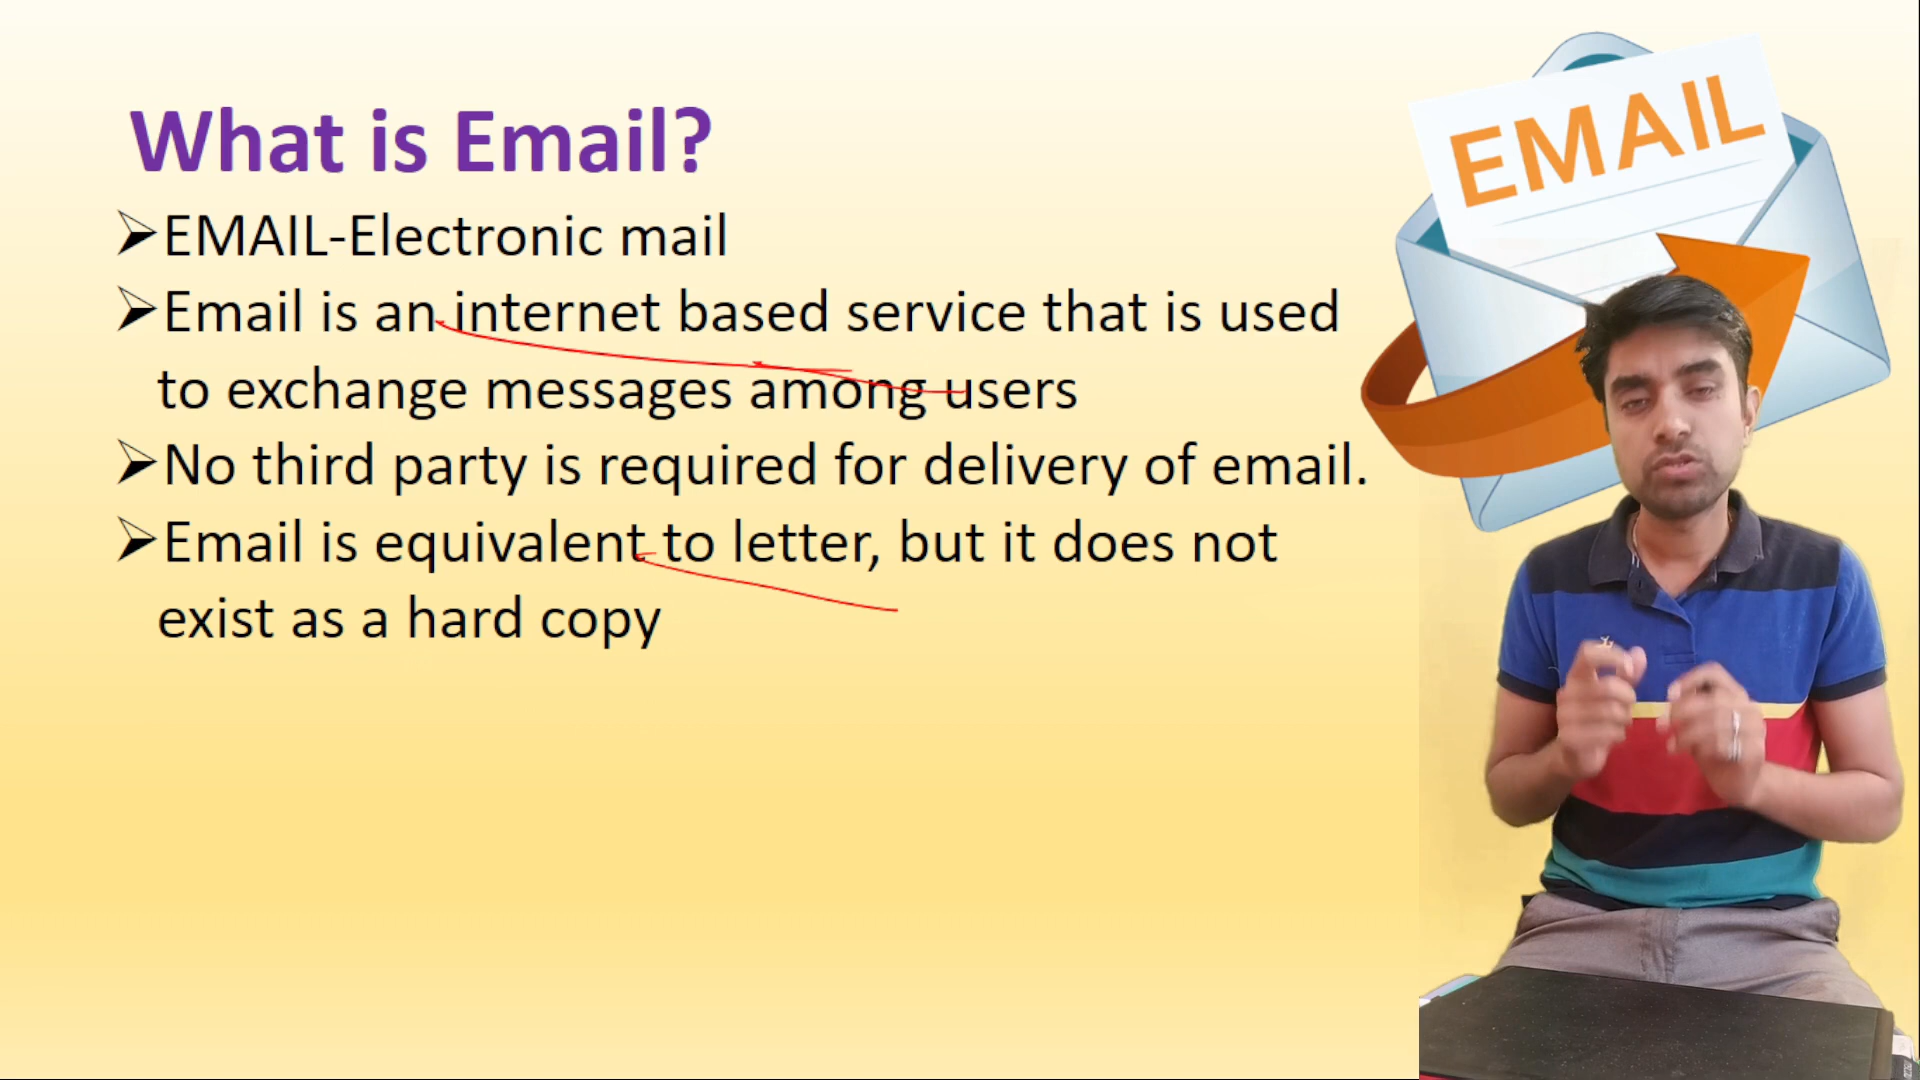 What is Email?
EMAIL
➢EMAIL-Electronic mail
➢Email is an internet based service that is used
to exchange messages among users
➢No third party is required for delivery of email.
➢Email is equivalent to letter, but it does not
exist as a hard copy